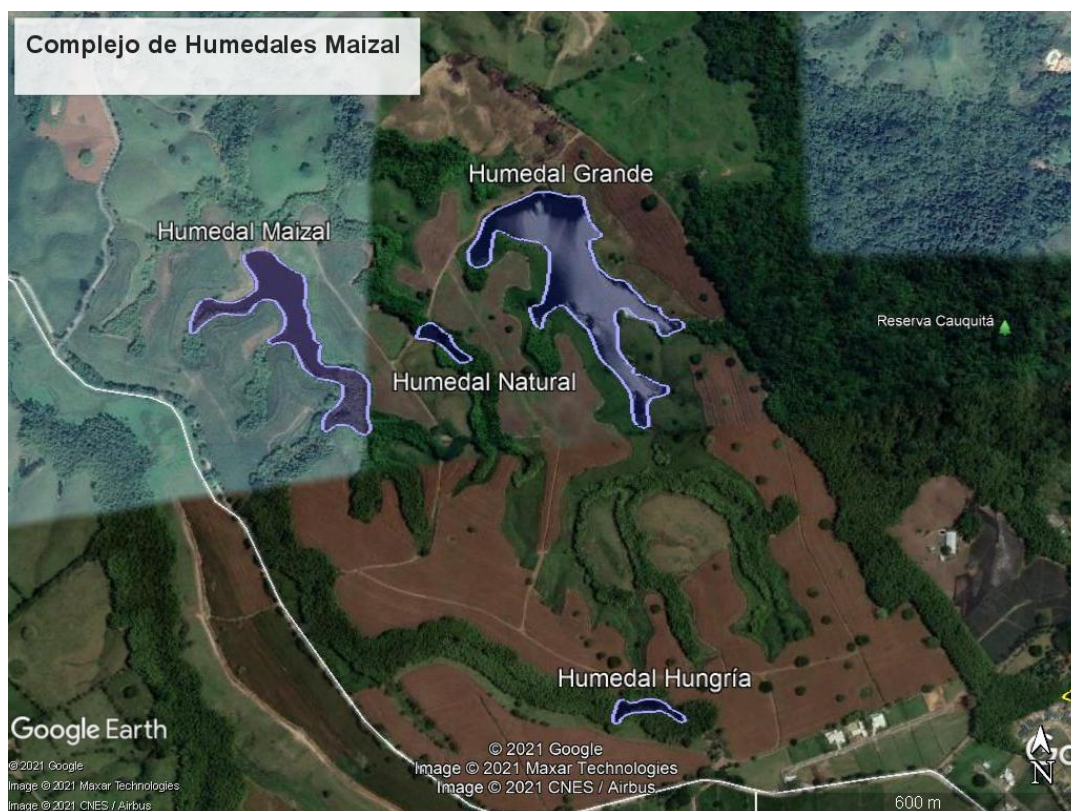 Complejo de Humedales Maizal
Humedal Grande
Humedal Maizal
Reserva Cauquitá
Humedal Natural
Humedal Hungría
Google Earth
© 2021 Google
Image © 2021 Maxar Technologies
Image © 2021 CNES / Airbus
© 2021 Google
Image © 2021 Maxar Technologies
Image © 2021 CNES / Airbus
N
600 m